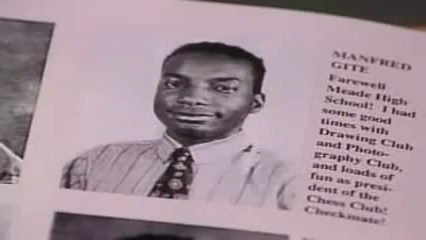 MANFRED
GITE
Farewell
Meade High
School! I had
some good
times with
Drawing Club
and Photo-
graphy Club,
and loads of
fun as presi-
dent of the
Chess Club!
Checkmate!